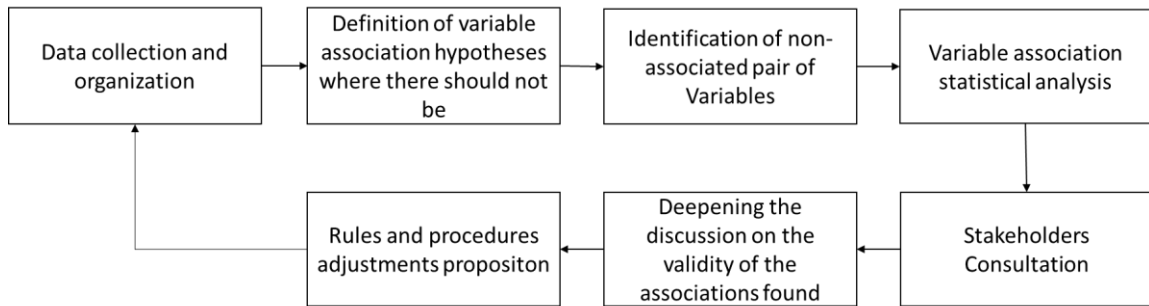 Data collection and
organization
Definition of variable
association hypotheses
where there should not
be
Identification of non-
associated pair of
Variables
Variable association
statistical analysis
Rules and procedures
adjustments propositon
Deepening the
discussion on the
validity of the
associations found
Stakeholders
Consultation